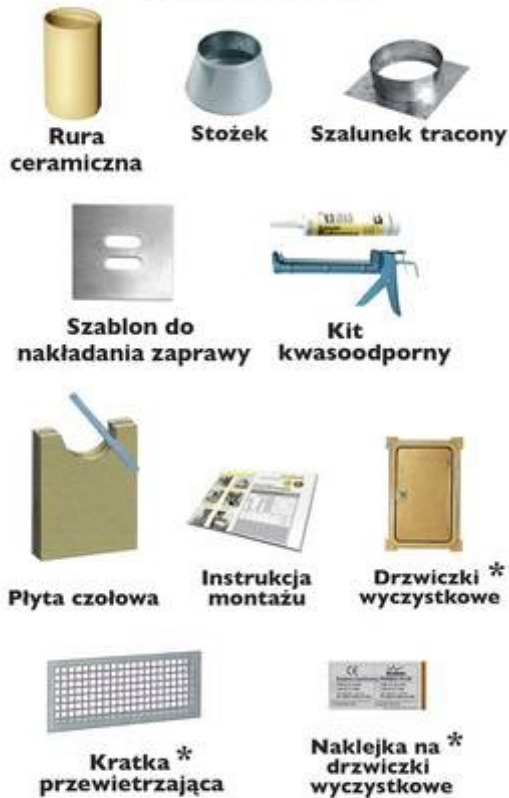 Rura
ceramiczna
Stożek
Szalunek tracony
Szablon do
nakładania zaprawy
Kit
kwasoodporny
Płyta czołowa
Instrukcja
montażu
Drzwiczki *
wyczystkowe
Kratka *
przewietrzająca
Naklejka na *
drzwiczki
wyczystkowe